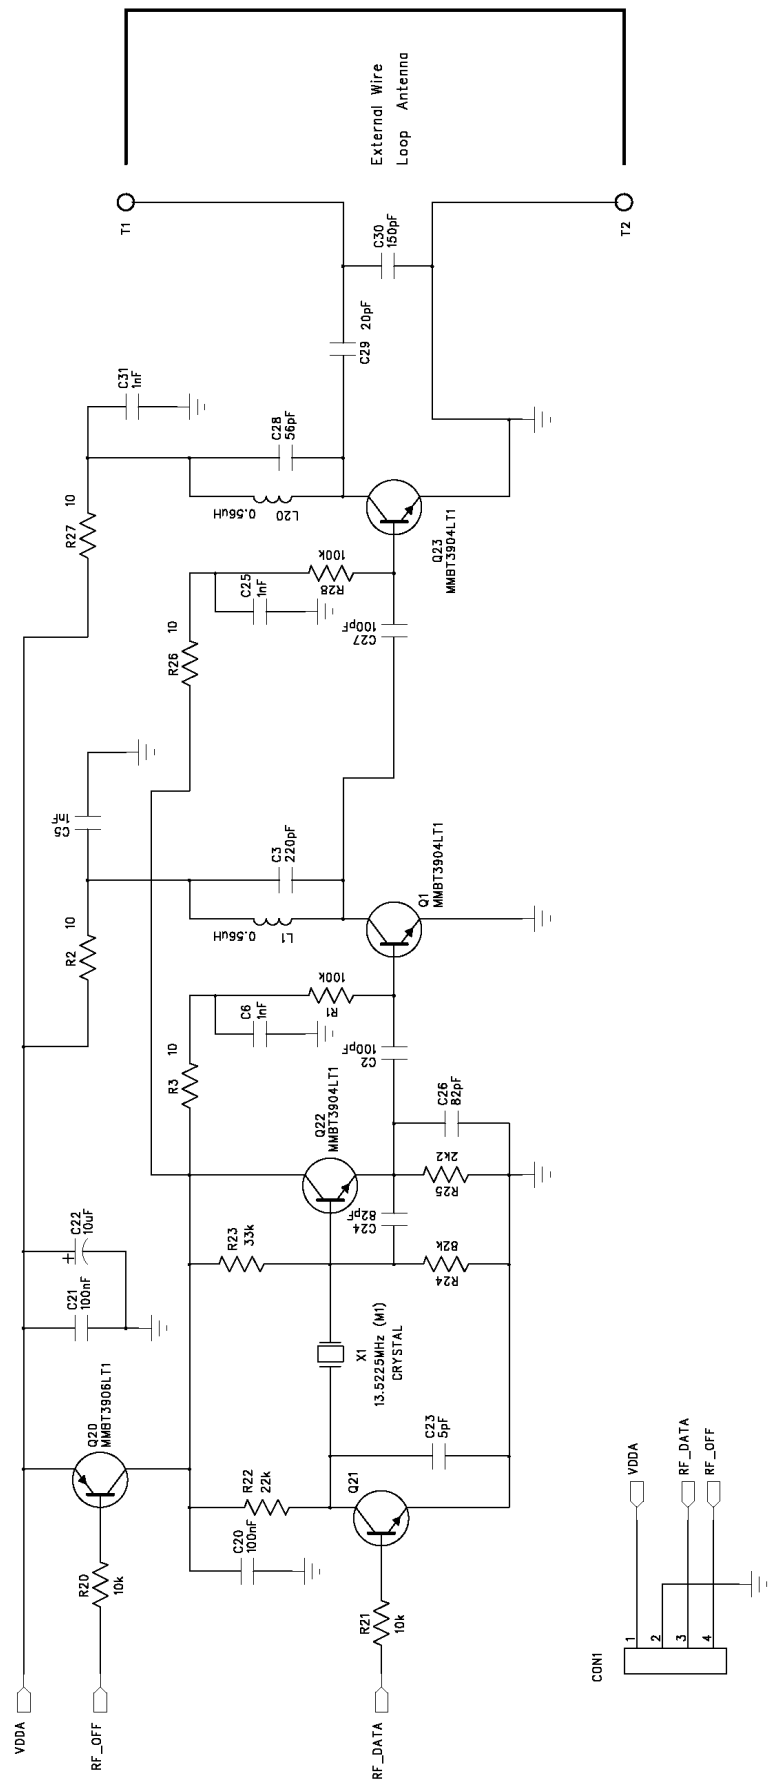 External Wire
Loop Antenna
T1
T2
C30
150pF
20pF
C29
C31
1nF
C28
56pF
0.56uH
L20
R27
10
Q23
MMBT3904LT1
C25
1nF
100k
R28
100pF
C27
R26
10
1nF
C5
C3
220pF
0.56uH
L1
Q1
MMBT3904LT1
R2
10
100k
R1
C6
1nF
100pF
C2
R3
10
Q22
MMBT3904LT1
C26
82pF
2k2
R25
82pF
C24
R23
33k
82k
R24
+
C22
10uF
C21
100nF
X1
13.5225MHz (M1)
CRYSTAL
Q20
MMBT3906LT1
C23
5pF
R22
22k
Q21
C20
100nF
R20
10k
R21
10k
VDDA
RF_OFF
RF_DATA
CON1
1
2
3
4
VDDA
RF_DATA
RF_OFF